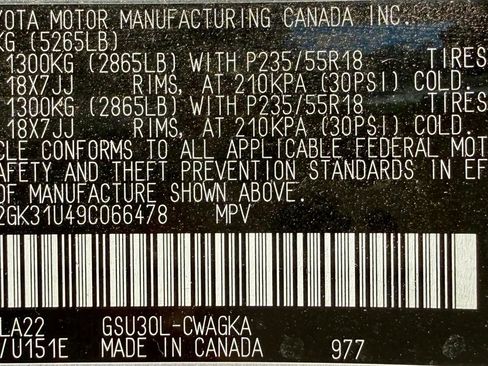 YOTA MOTOR MANUFACTURING CANADA INC.
KG (5265LB)
1300KG (2865LB) WITH P235/55R18 TIRES
18X7JJ RIMS, AT 210KPA (30PSI) COLD.
1300KG (2865LB) WITH P235/55R18 TIRES
18X7JJ RIMS, AT 210KPA (30PSI) COLD.
CLE CONFORMS TO ALL APPLICABLE FEDERAL MOT
AFETY AND THEFT PREVENTION STANDARDS IN EF
OF MANUFACTURE SHOWN ABOVE.
2GK31U49C066478 MPV
LA22 GSU30L-CWAGKA
/U151E MADE IN CANADA 977